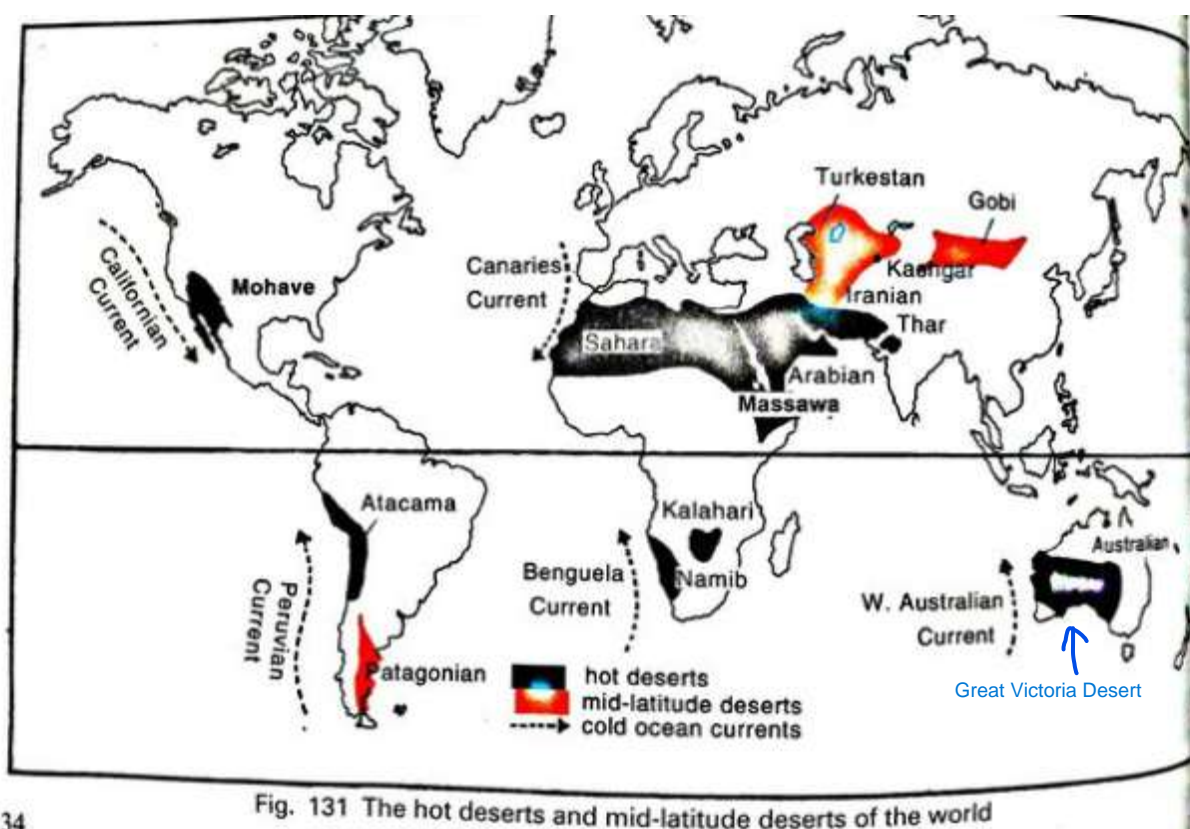 Turkestan
Gobi
Californian
Current
Mohave
Canaries
Current
Kashgar
Iranian
Thar
Sahara
Arabian
Massawa
Atacama
Kalahari
Australian
Peruvian
Current
Benguela
Current
Namib
W. Australian
Current
Patagonian
hot deserts
mid-latitude deserts
cold ocean currents
Great Victoria Desert
Fig. 131 The hot deserts and mid-latitude deserts of the world
34